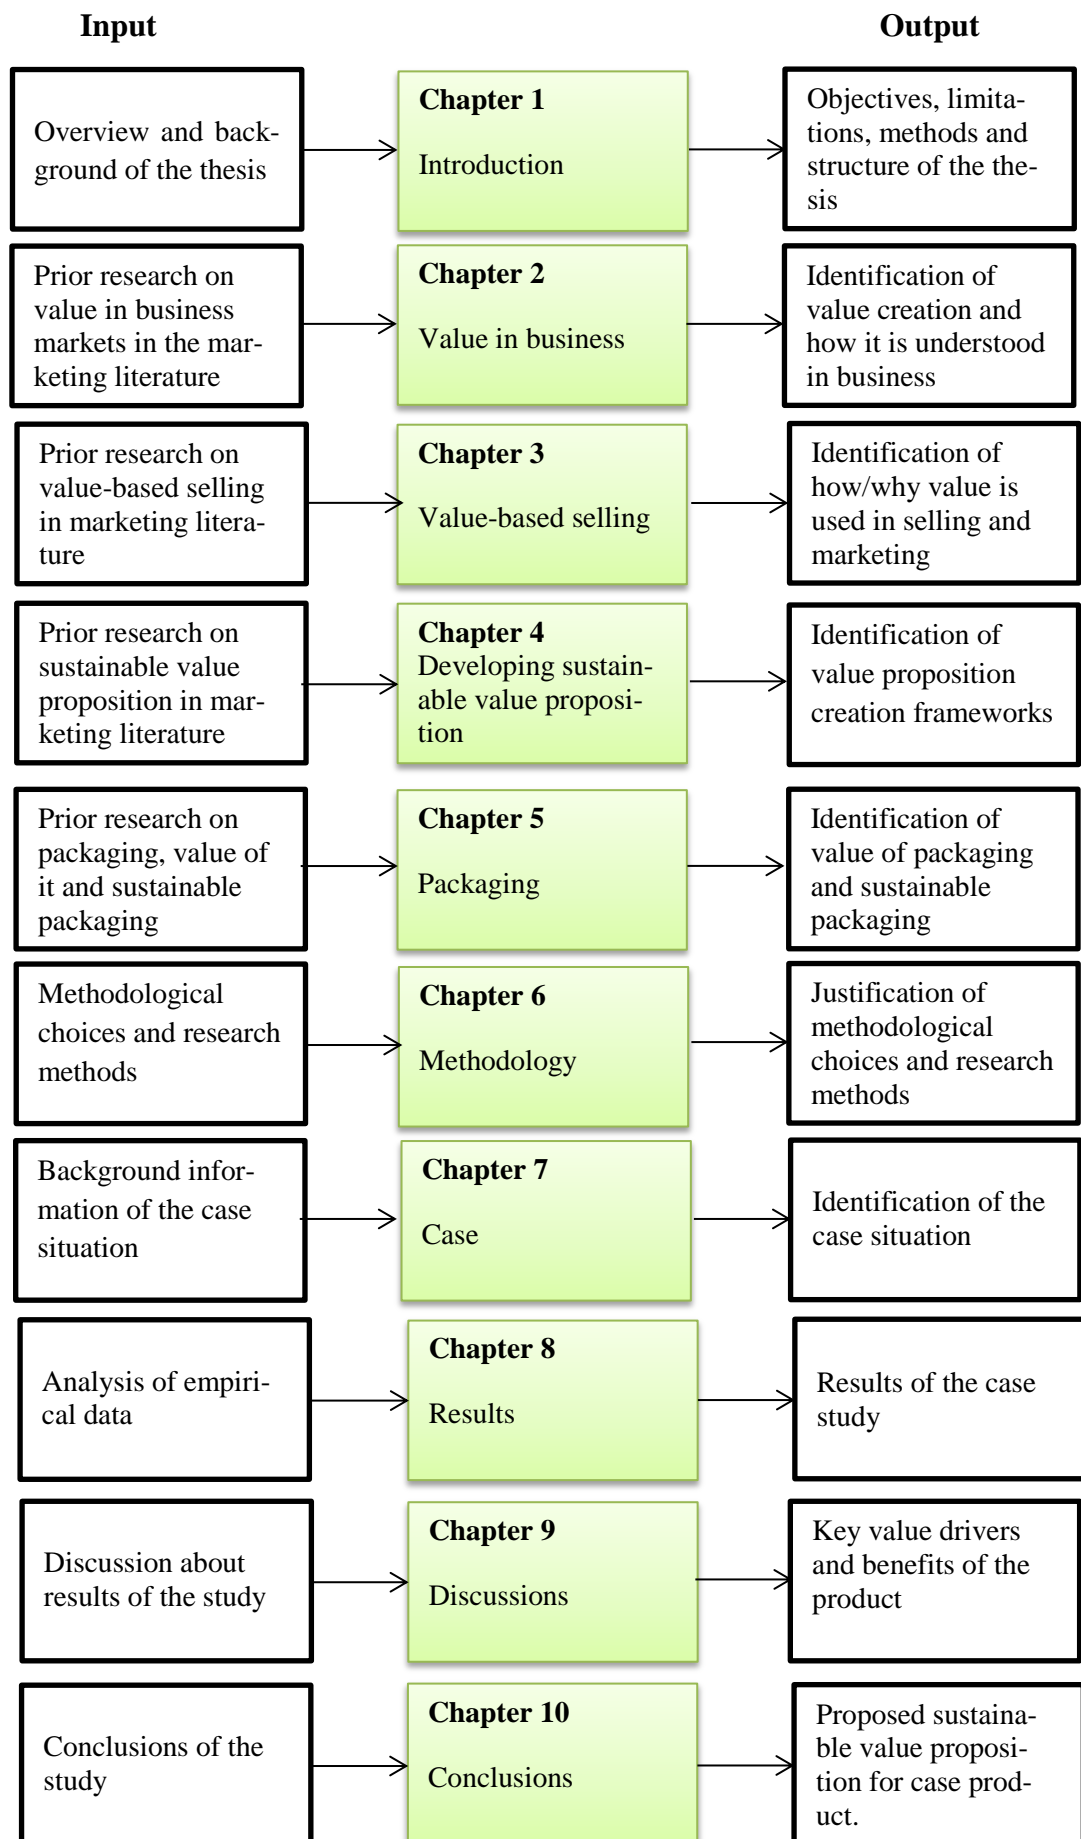 Input
Output
Overview and back-
ground of the thesis
Chapter 1
Introduction
Objectives, limita-
tions, methods and
structure of the the-
sis
Prior research on
value in business
markets in the mar-
keting literature
Chapter 2
Value in business
Identification of
value creation and
how it is understood
in business
Prior research on
value-based selling
in marketing litera-
ture
Chapter 3
Value-based selling
Identification of
how/why value is
used in selling and
marketing
Prior research on
sustainable value
proposition in mar-
keting literature
Chapter 4
Developing sustain-
able value proposi-
tion
Identification of
value proposition
creation frameworks
Prior research on
packaging, value of
it and sustainable
packaging
Chapter 5
Packaging
Identification of
value of packaging
and sustainable
packaging
Methodological
choices and research
methods
Chapter 6
Methodology
Justification of
methodological
choices and research
methods
Background infor-
mation of the case
situation
Chapter 7
Case
Identification of the
case situation
Analysis of empiri-
cal data
Chapter 8
Results
Results of the case
study
Discussion about
results of the study
Chapter 9
Discussions
Key value drivers
and benefits of the
product
Conclusions of the
study
Chapter 10
Conclusions
Proposed sustaina-
ble value proposi-
tion for case prod-
uct.